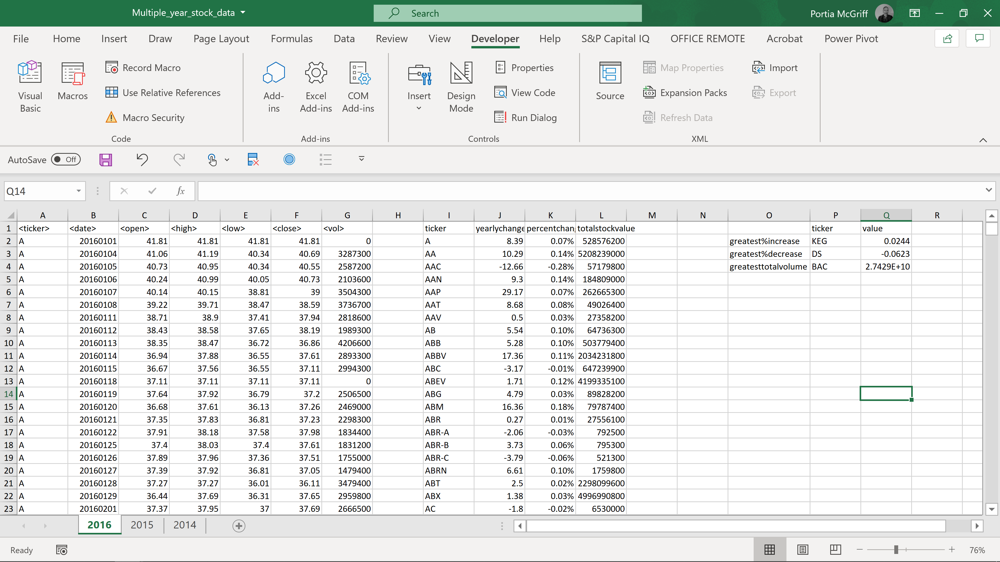 Multiple_year_stock_data
Search
Portia McGriff
File Home Insert Draw Page Layout Formulas Data Review View Developer Help S&P Capital IQ OFFICE REMOTE Acrobat Power Pivot
Visual Basic
Macros
Record Macro
Use Relative References
Macro Security
Code
Add-ins
Excel Add-ins
COM Add-ins
Add-ins
Insert
Design Mode
Properties
View Code
Run Dialog
Controls
Source
Map Properties
Expansion Packs
Refresh Data
Import
Export
XML
AutoSave Off
Q14 fx
A B C D E F G H I J K L M N O P Q R
1 <ticker> <date> <open> <high> <low> <close> <vol> ticker yearlychange percentchan totalstockvalue ticker value
2 A 20160101 41.81 41.81 41.81 41.81 0 A 8.39 0.07% 528576200 greatest%increase KEG 0.0244
3 A 20160104 41.06 41.19 40.34 40.69 3287300 AA 10.29 0.14% 5208239000 greatest%decrease DS -0.0623
4 A 20160105 40.73 40.95 40.34 40.55 2587200 AAC -12.66 -0.28% 57179800 greatesttotalvolume BAC 2.7429E+10
5 A 20160106 40.24 40.99 40.05 40.73 2103600 AAN 9.3 0.14% 184809000
6 A 20160107 40.14 40.15 38.81 39 3504300 AAP 29.17 0.07% 262665300
7 A 20160108 39.22 39.71 38.47 38.59 3736700 AAT 8.68 0.08% 49026400
8 A 20160111 38.71 38.9 37.41 37.94 2818600 AAV 0.5 0.03% 27358200
9 A 20160112 38.43 38.58 37.65 38.19 1989300 AB 5.54 0.10% 64736300
10 A 20160113 38.35 38.47 36.72 36.86 4206600 ABB 5.28 0.10% 503779400
11 A 20160114 36.94 37.88 36.55 37.61 2893300 ABBV 17.36 0.11% 2034231800
12 A 20160115 36.67 37.56 36.55 37.11 2994300 ABC -3.17 -0.01% 647239900
13 A 20160118 37.11 37.11 37.11 37.11 0 ABEV 1.71 0.12% 4199335100
14 A 20160119 37.64 37.92 36.79 37.2 2506500 ABG 4.79 0.03% 89828200
15 A 20160120 36.68 37.61 36.13 37.26 2469000 ABM 16.36 0.18% 79787400
16 A 20160121 37.35 37.83 36.81 37.23 2298300 ABR 0.27 0.01% 27556100
17 A 20160122 37.91 38.18 37.58 37.98 1834400 ABR-A -2.06 -0.03% 792500
18 A 20160125 37.4 38.03 37.4 37.61 1831200 ABR-B 3.73 0.06% 795300
19 A 20160126 37.89 37.96 37.36 37.51 1755000 ABR-C -3.79 -0.06% 521300
20 A 20160127 37.39 37.92 36.81 37.05 1479400 ABRN 6.61 0.10% 1759800
21 A 20160128 37.27 37.27 36.01 36.11 3479400 ABT 2.5 0.02% 2298099600
22 A 20160129 36.44 37.69 36.31 37.65 2959800 ABX 1.38 0.03% 4996990800
23 A 20160201 37.37 37.95 37 37.69 2666500 AC -1.8 -0.02% 6530000
2016 2015 2014
Ready 76%